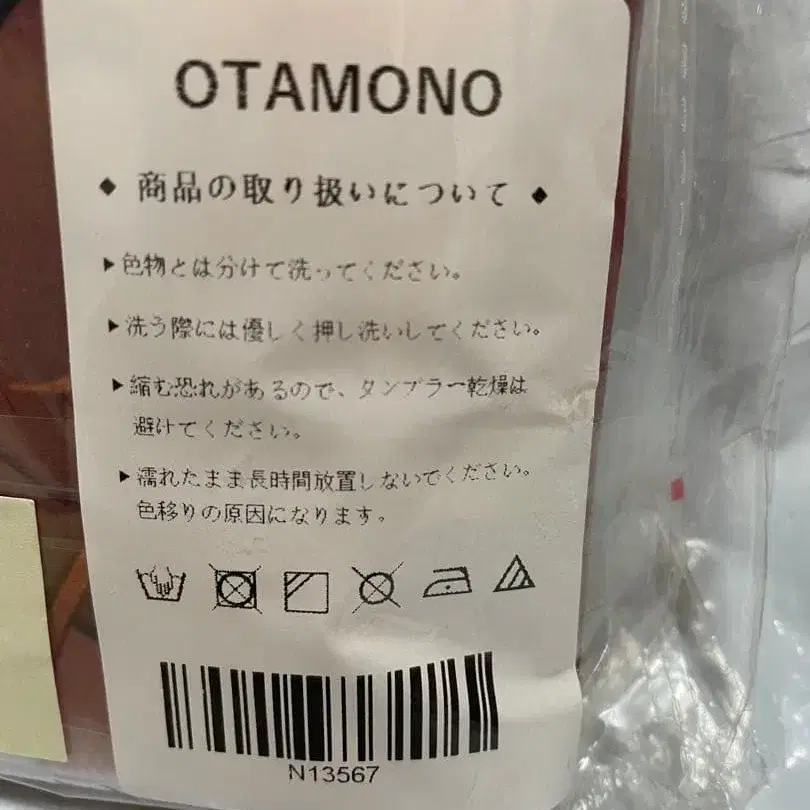 OTAMONO
◆ 商品の取り扱いについて ◆
▶色物とは分けて洗ってください。
▶洗う際には優しく押し洗いしてください。
▶縮む恐れがあるので、タンブラー乾燥は
避けてください。
▶濡れたまま長時間放置しないでください。
色移りの原因になります。
N13567